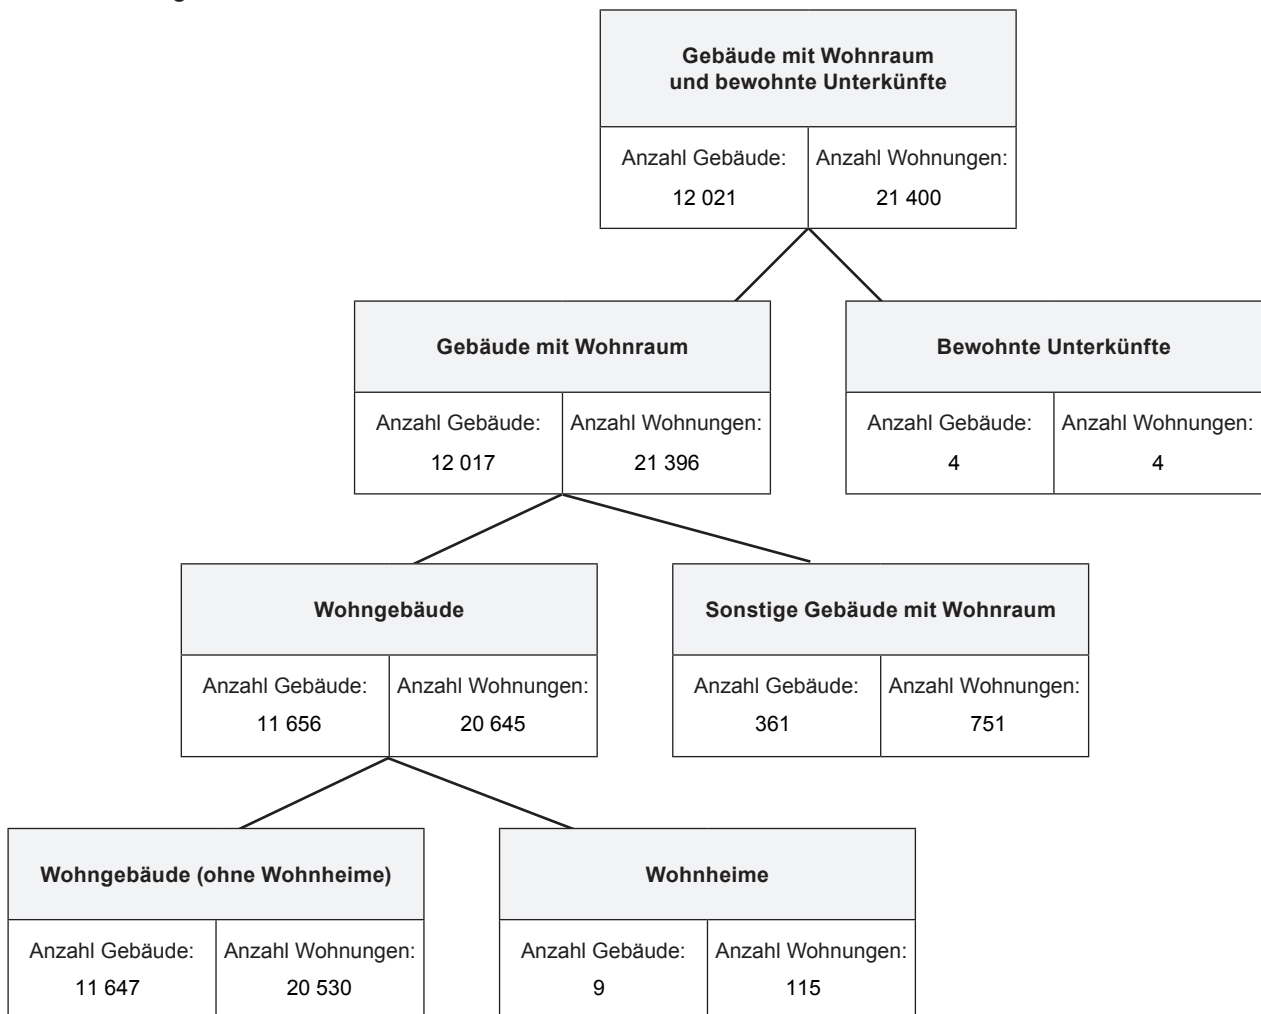 Gebäude mit Wohnraum
und bewohnte Unterkünfte
Anzahl Gebäude: Anzahl Wohnungen:
12 021 21 400
Gebäude mit Wohnraum Bewohnte Unterkünfte
Anzahl Gebäude: Anzahl Wohnungen: Anzahl Gebäude: Anzahl Wohnungen:
12 017 21 396 4 4
Wohngebäude Sonstige Gebäude mit Wohnraum
Anzahl Gebäude: Anzahl Wohnungen: Anzahl Gebäude: Anzahl Wohnungen:
11 656 20 645 361 751
Wohngebäude (ohne Wohnheime) Wohnheime
Anzahl Gebäude: Anzahl Wohnungen: Anzahl Gebäude: Anzahl Wohnungen:
11 647 20 530 9 115